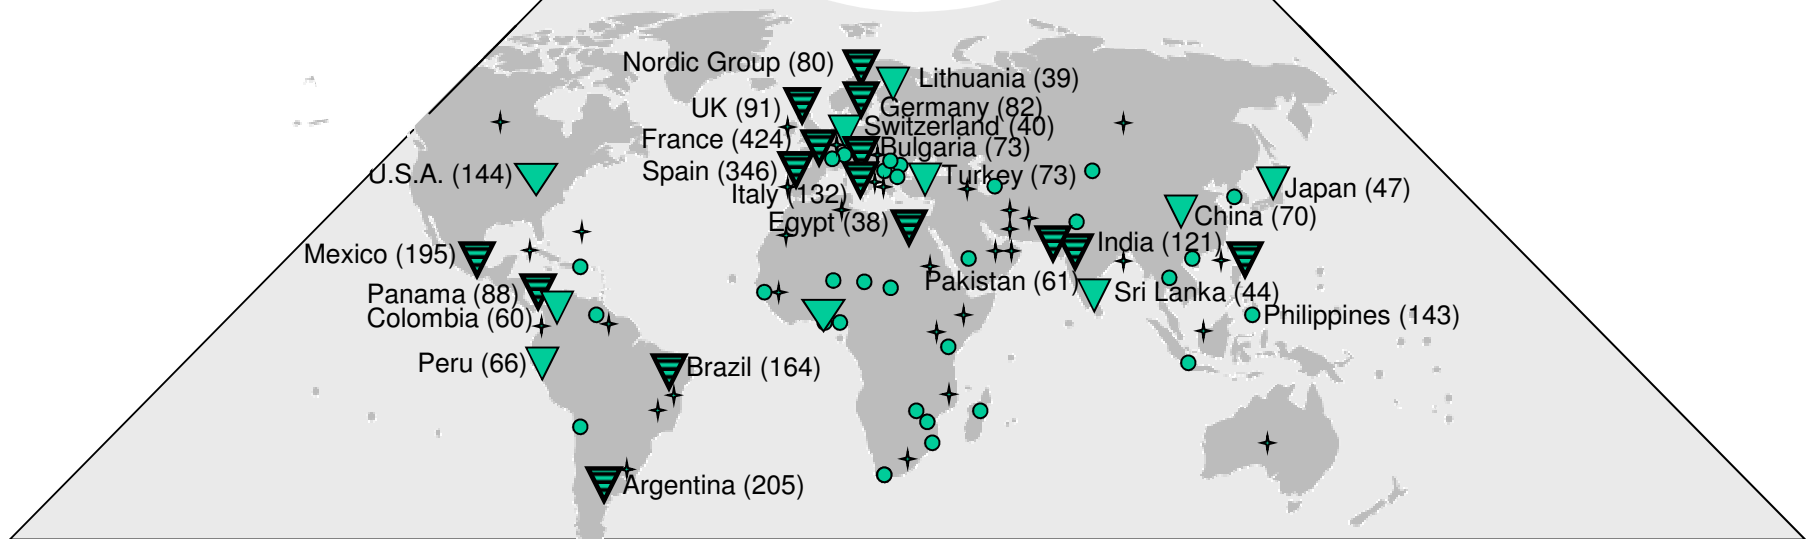 Nordic Group (80)
Lithuania (39)
UK (91)
Germany (82)
Switzerland (40)
France (424)
Bulgaria (73)
Spain (346)
Turkey (73)
U.S.A. (144)
Italy (132)
Japan (47)
China (70)
Egypt (38)
India (121)
Mexico (195)
Pakistan (61)
Sri Lanka (44)
Panama (88)
Colombia (60)
Philippines (143)
Peru (66)
Brazil (164)
Argentina (205)